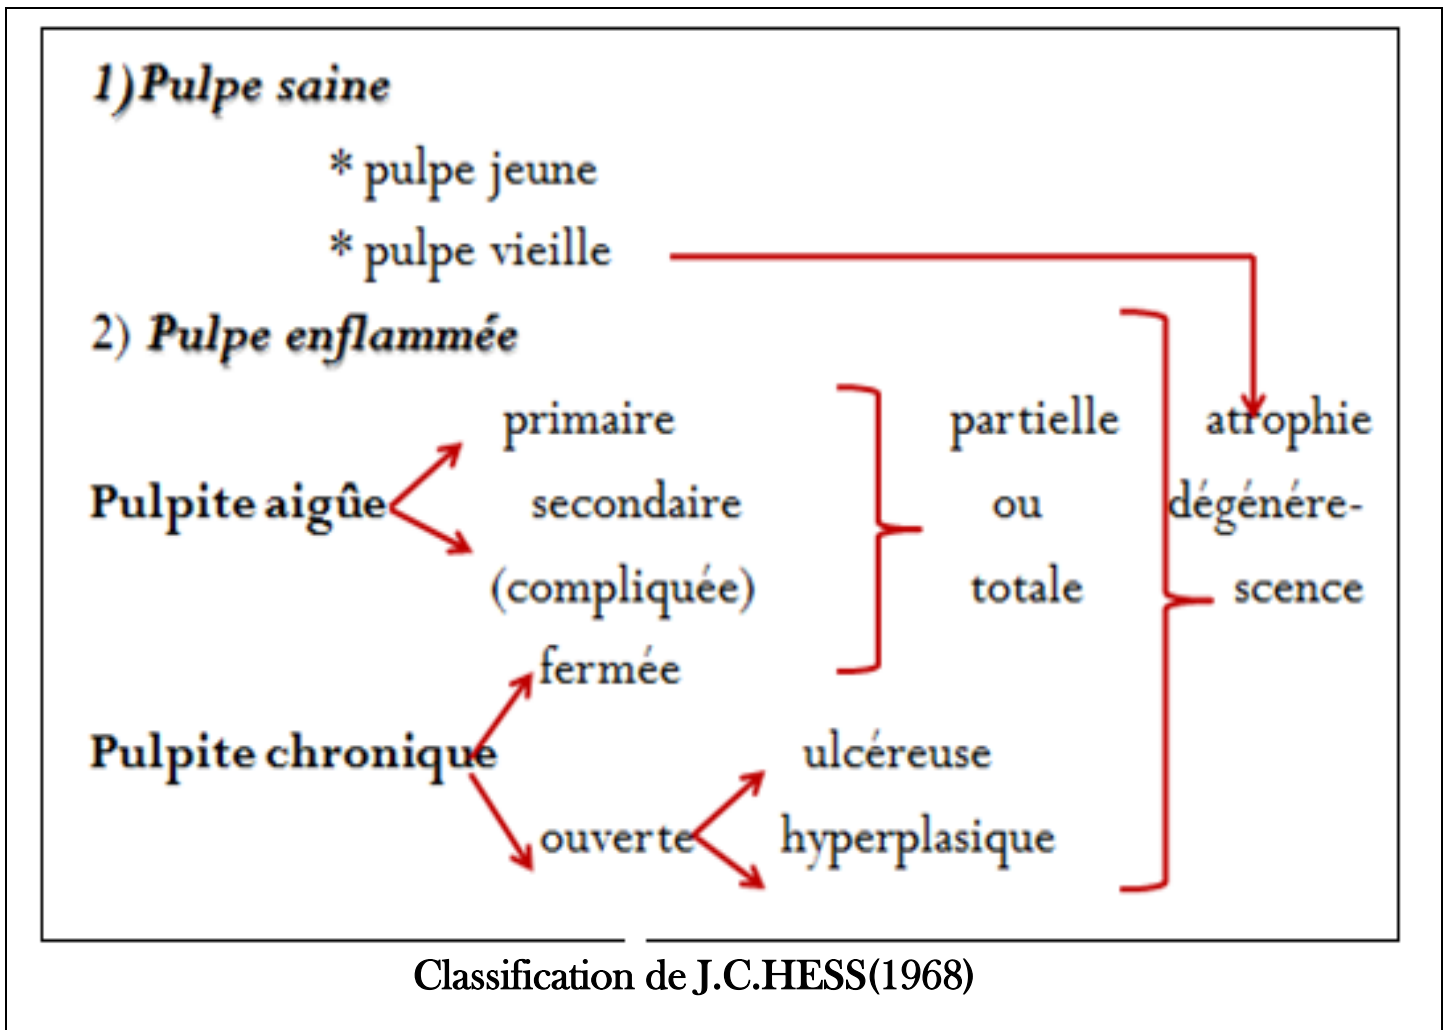 1)Pulpe saine
* pulpe jeune
* pulpe vieille
2) Pulpe enflammée
primaire partielle atrophie
Pulpite aigûe secondaire ou dégénére-
(compliquée) totale scence
fermée
Pulpite chronique ulcéreuse
ouverte hyperplasique
Classification de J.C.HESS(1968)